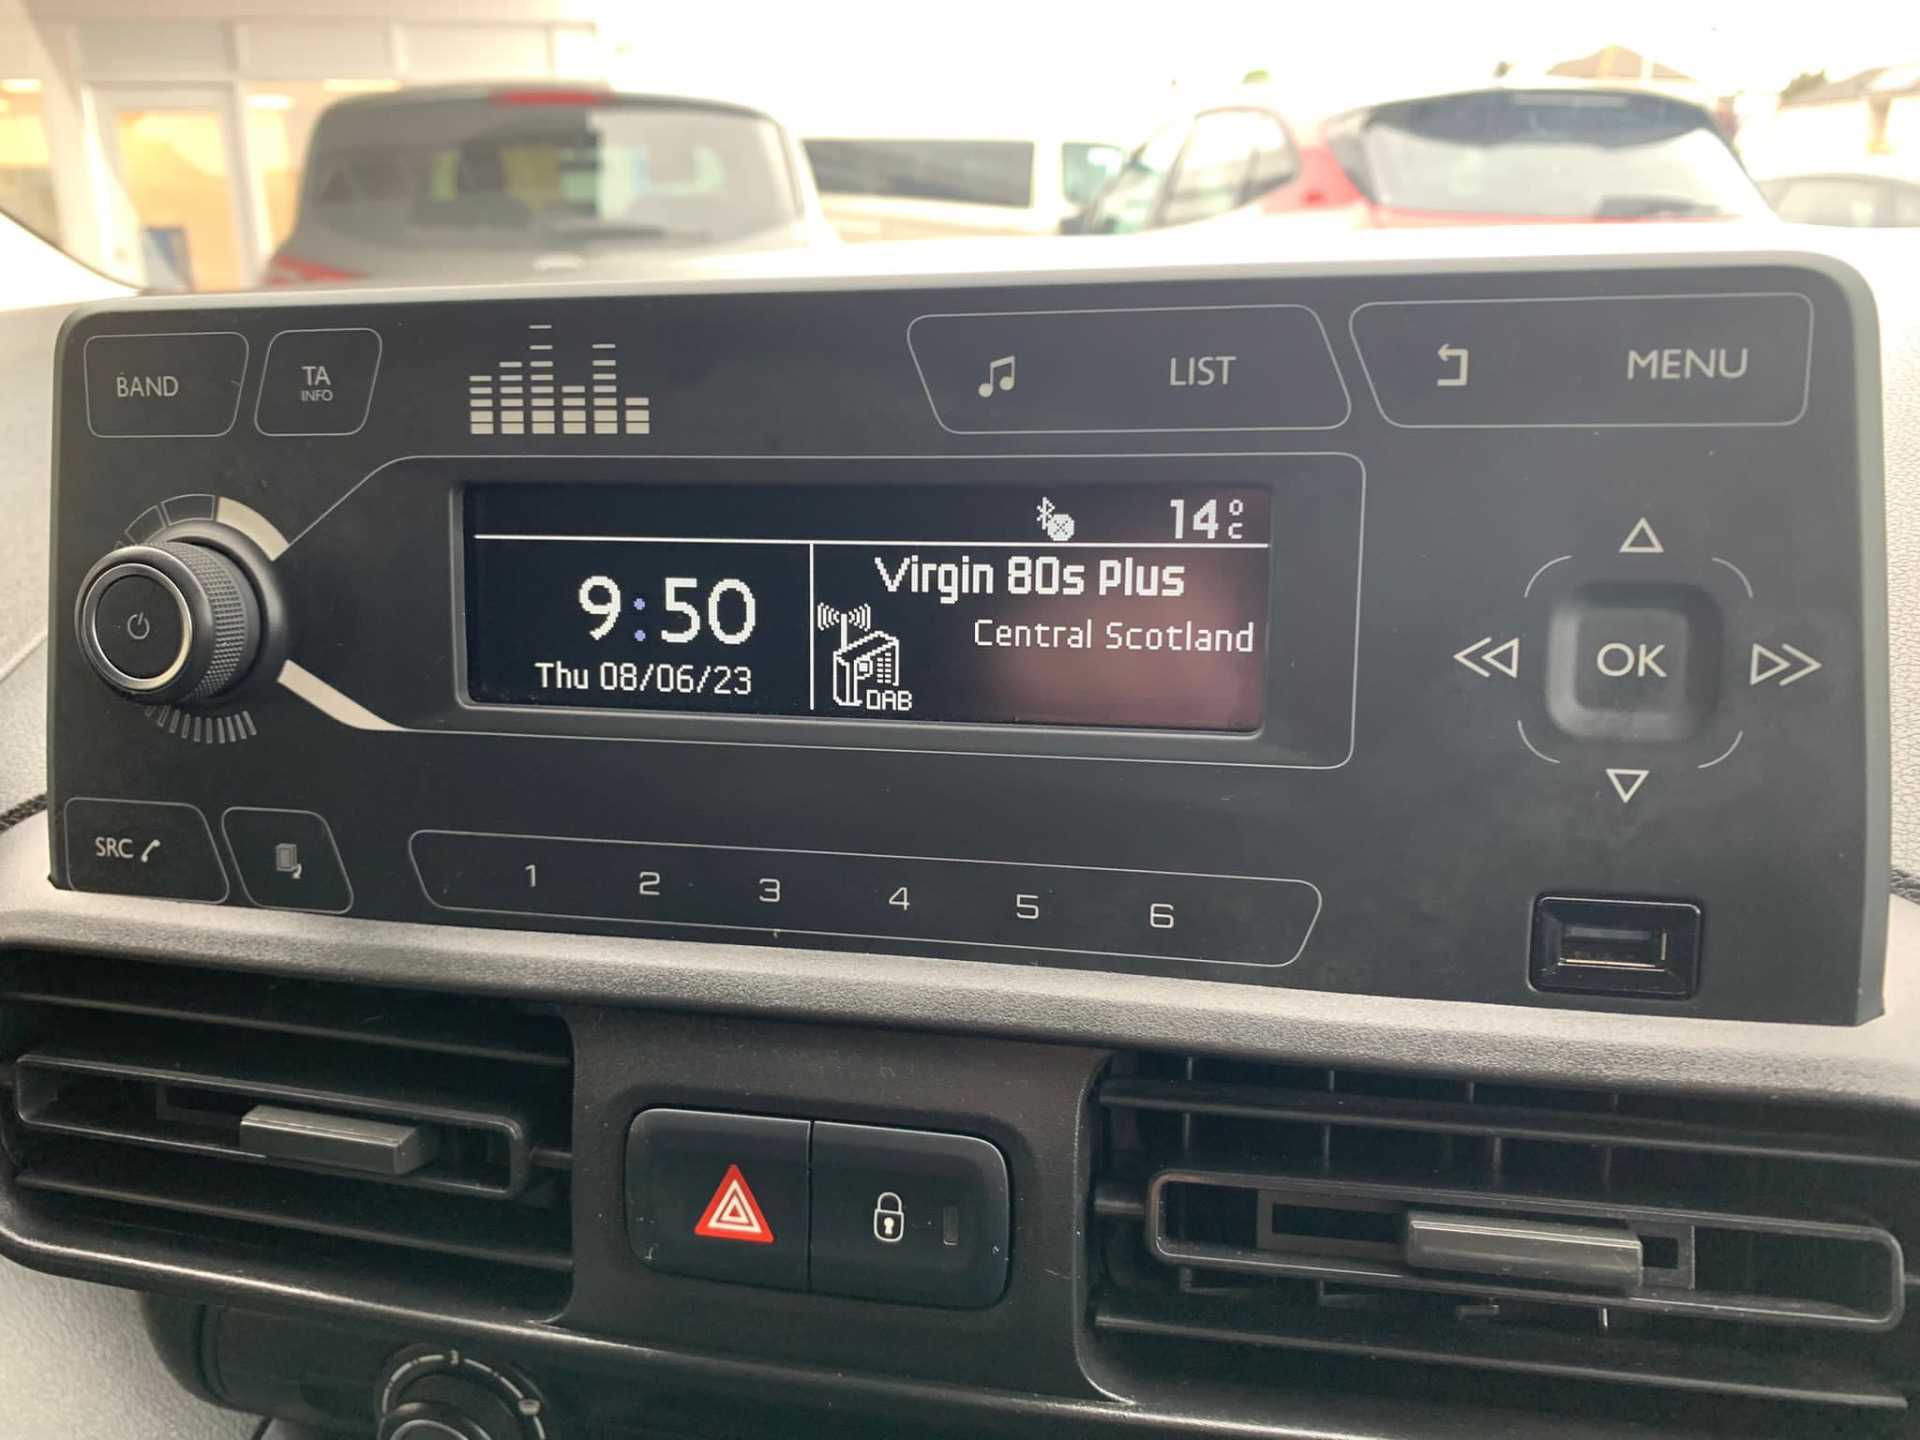 BAND
TA
INFO
LIST
MENU
14°C
9:50
Thu 08/06/23
Virgin 80s Plus
Central Scotland
DAB
OK
SRC
1 2 3 4 5 6
3